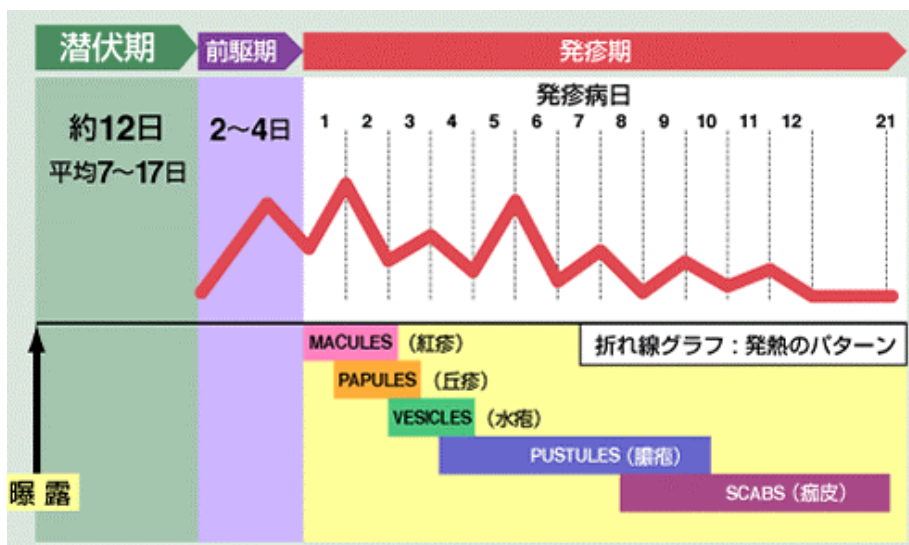 潜伏期
前駆期
発疹期
約12日
平均7〜17日
2〜4日
発疹病日
1 2 3 4 5 6 7 8 9 10 11 12 21
MACULES (紅疹)
折れ線グラフ:発熱のパターン
PAPULES (丘疹)
VESICLES (水疱)
PUSTULES (膿疱)
SCABS (痂皮)
曝露